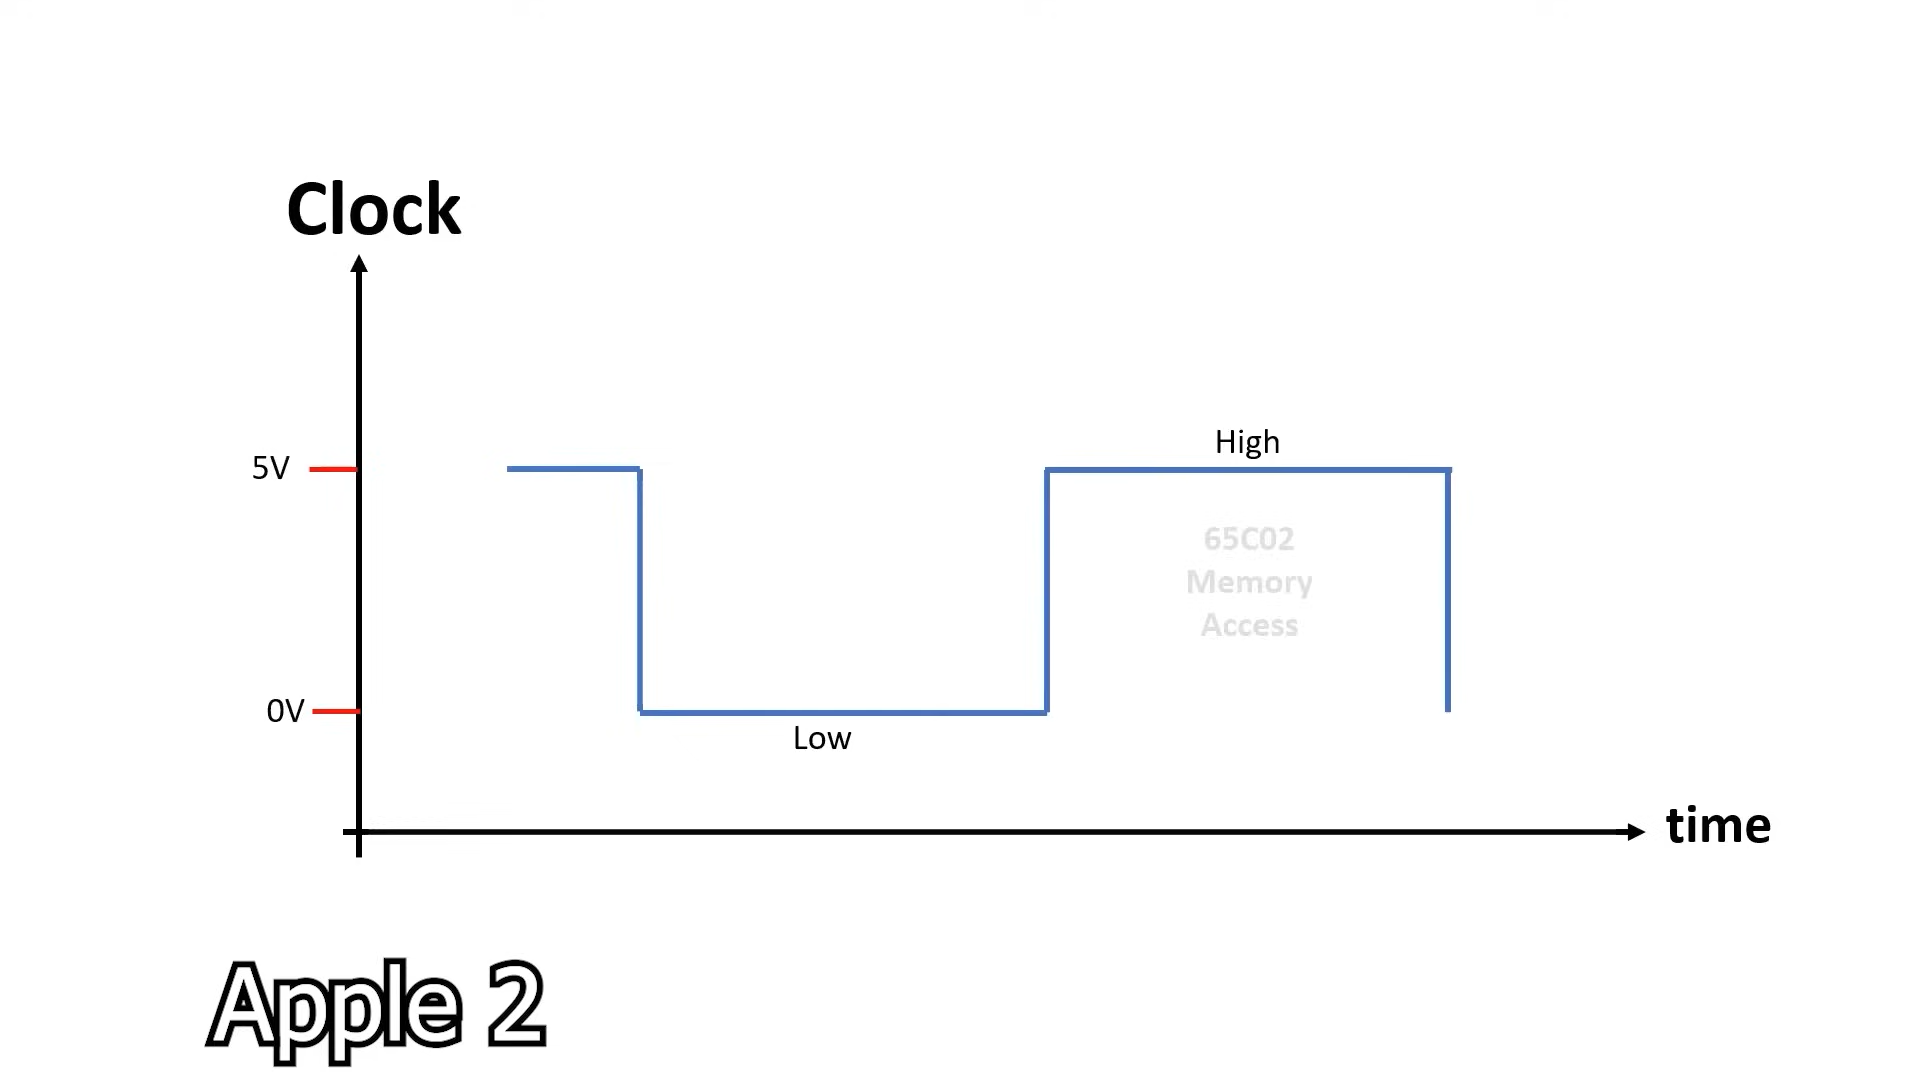 Clock
5V
High
65C02
Memory
Access
0V
Low
time
Apple 2